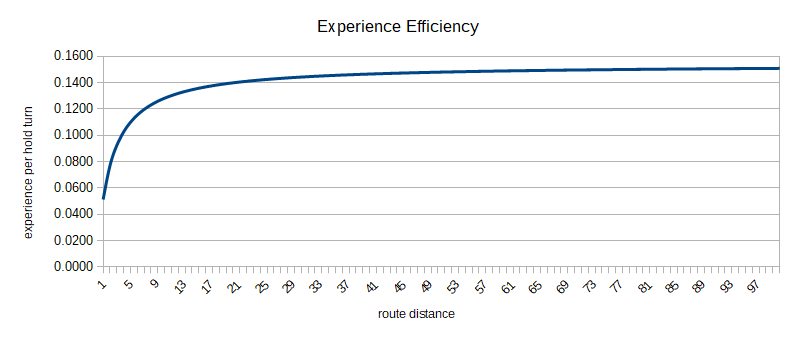 Experience Efficiency
0.1600
0.1400
0.1200
0.1000
0.0800
0.0600
0.0400
0.0200
0.0000
experience per hold turn
1 5 9 13 17 21 25 29 33 37 41 45 49 53 57 61 65 69 73 77 81 85 89 93 97
route distance